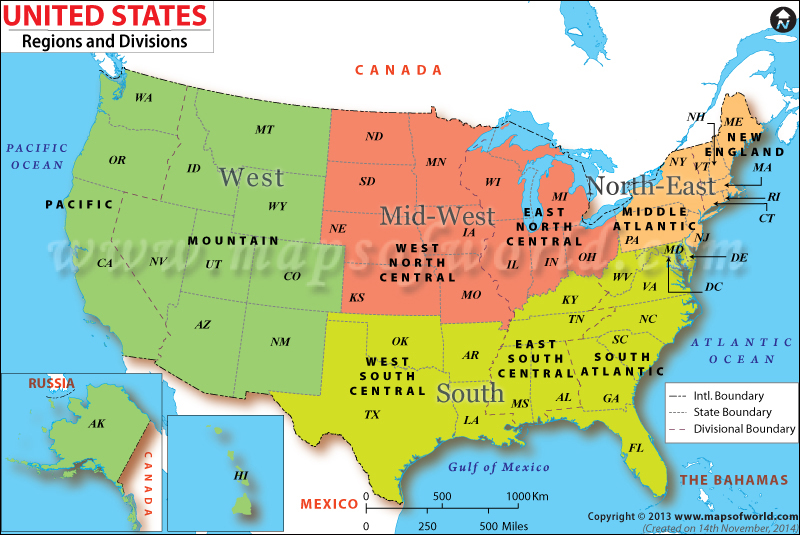 UNITED STATES
Regions and Divisions
N
CANADA
PACIFIC
OCEAN
WA
MT
ND
MN
OR
ID
SD
WI
MI
NH
ME
NEW
ENGLAND
NY
VT
MA
West
WY
North-East
RI
CT
PACIFIC
NE
Mid-West
IA
EAST
NORTH
CENTRAL
MIDDLE
ATLANTIC
PA
NJ
MOUNTAIN
WEST
NORTH
CENTRAL
IL
IN
OH
MD
DE
CA
NV
UT
CO
www.mapsofworld.com
WV
VA
DC
KS
MO
KY
AZ
NM
OK
TN
NC
AR
SC
WEST
SOUTH
CENTRAL
EAST
SOUTH
CENTRAL
SOUTH
ATLANTIC
ATLANTIC
OCEAN
South
TX
LA
MS
AL
GA
FL
RUSSIA
AK
CANADA
HI
Gulf of Mexico
MEXICO
THE BAHAMAS
Intl. Boundary
State Boundary
Divisional Boundary
0 500 1000 Km
0 250 500 Miles
Copyright © 2013 www.mapsofworld.com
(Created on 14th November, 2014)